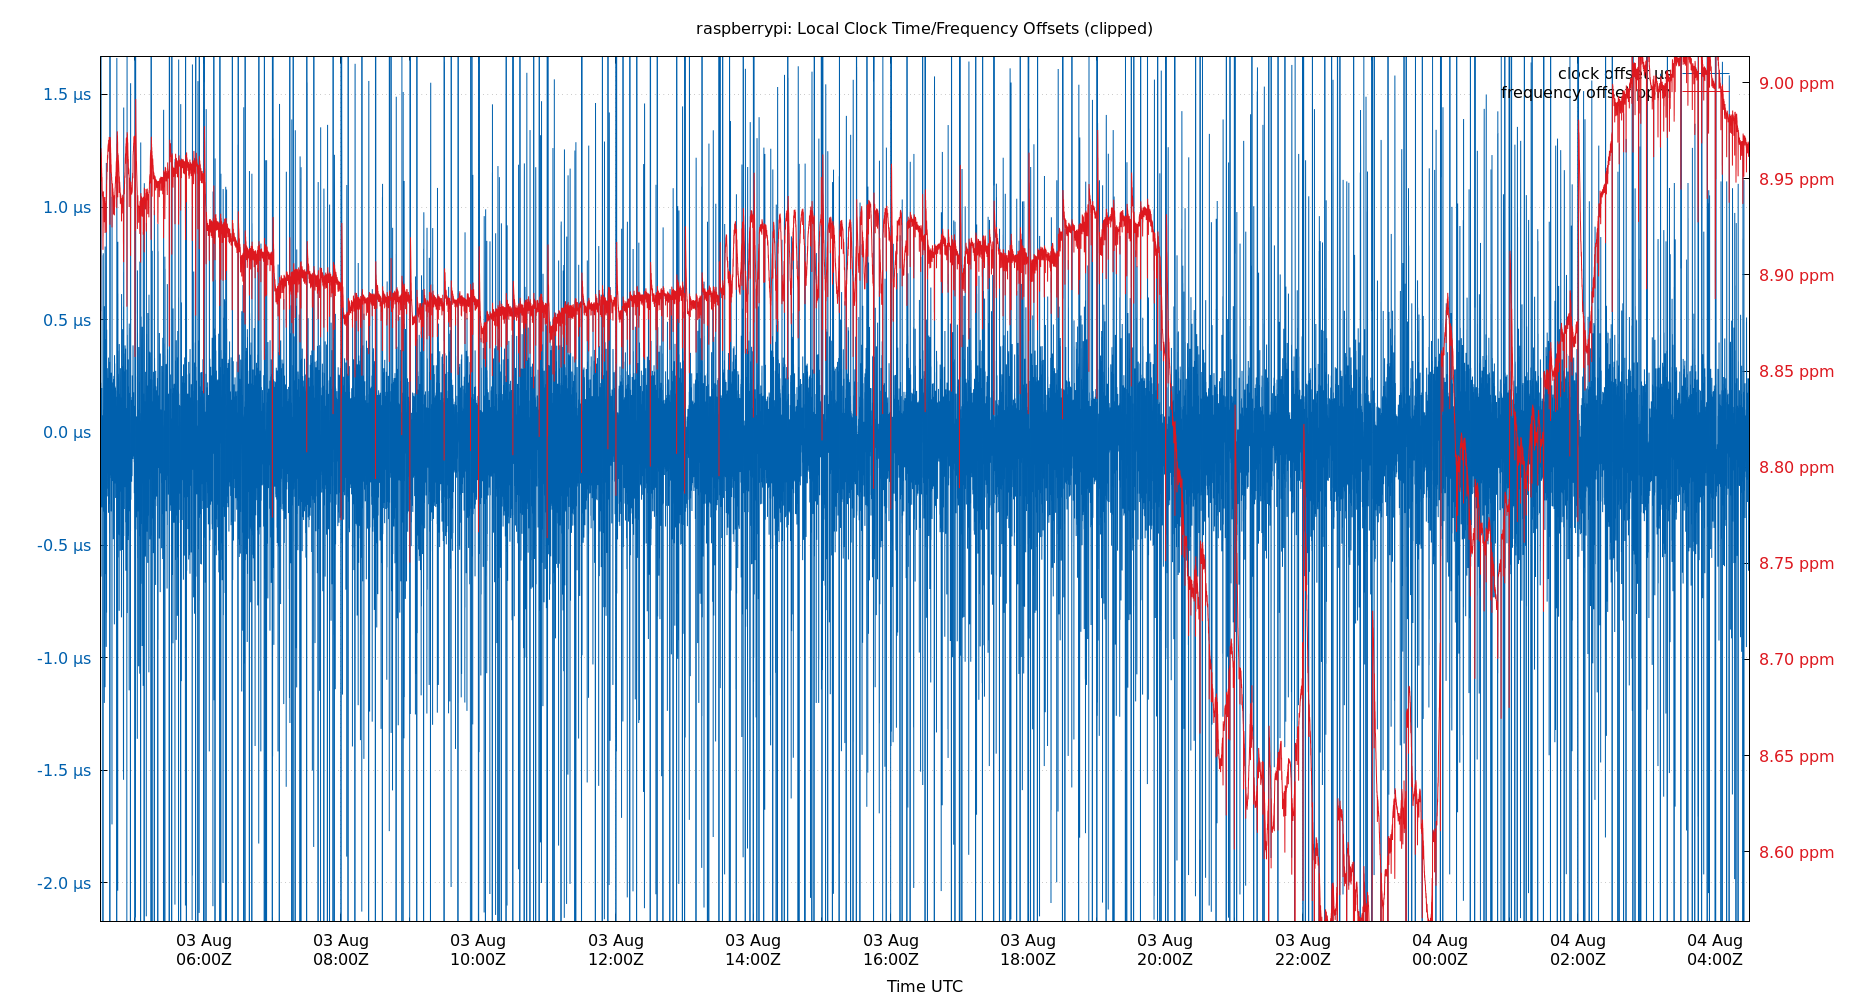 raspberrypi: Local Clock Time/Frequency Offsets (clipped)
clock offset µs
frequency offset ppm
1.5 µs
1.0 µs
0.5 µs
0.0 µs
-0.5 µs
-1.0 µs
-1.5 µs
-2.0 µs
9.00 ppm
8.95 ppm
8.90 ppm
8.85 ppm
8.80 ppm
8.75 ppm
8.70 ppm
8.65 ppm
8.60 ppm
03 Aug 03 Aug 03 Aug 03 Aug 03 Aug 03 Aug 03 Aug 03 Aug 03 Aug 04 Aug 04 Aug 04 Aug
06:00Z 08:00Z 10:00Z 12:00Z 14:00Z 16:00Z 18:00Z 20:00Z 22:00Z 00:00Z 02:00Z 04:00Z
Time UTC